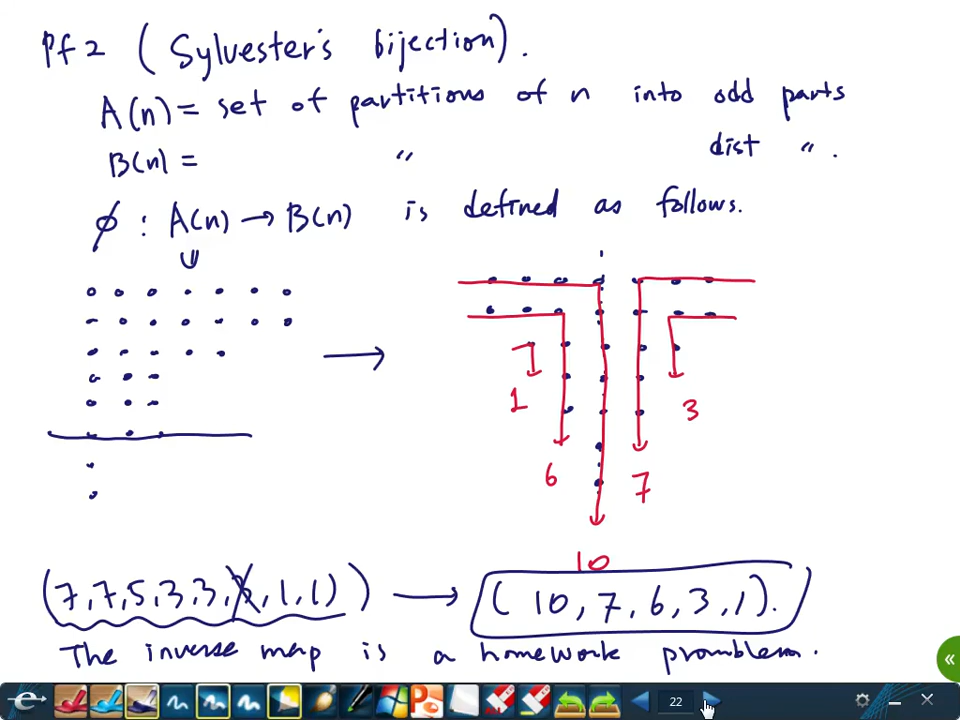 Pf 2 (Sylvester's bijection).
A(n) = set of partitions of n into odd parts
B(n) = " dist " .
φ : A(n) → B(n) is defined as follows.
1
3
6
7
10
(7,7,5,3,3,3,1,1) → (10,7,6,3,1).
The inverse map is a homework promblem.
22